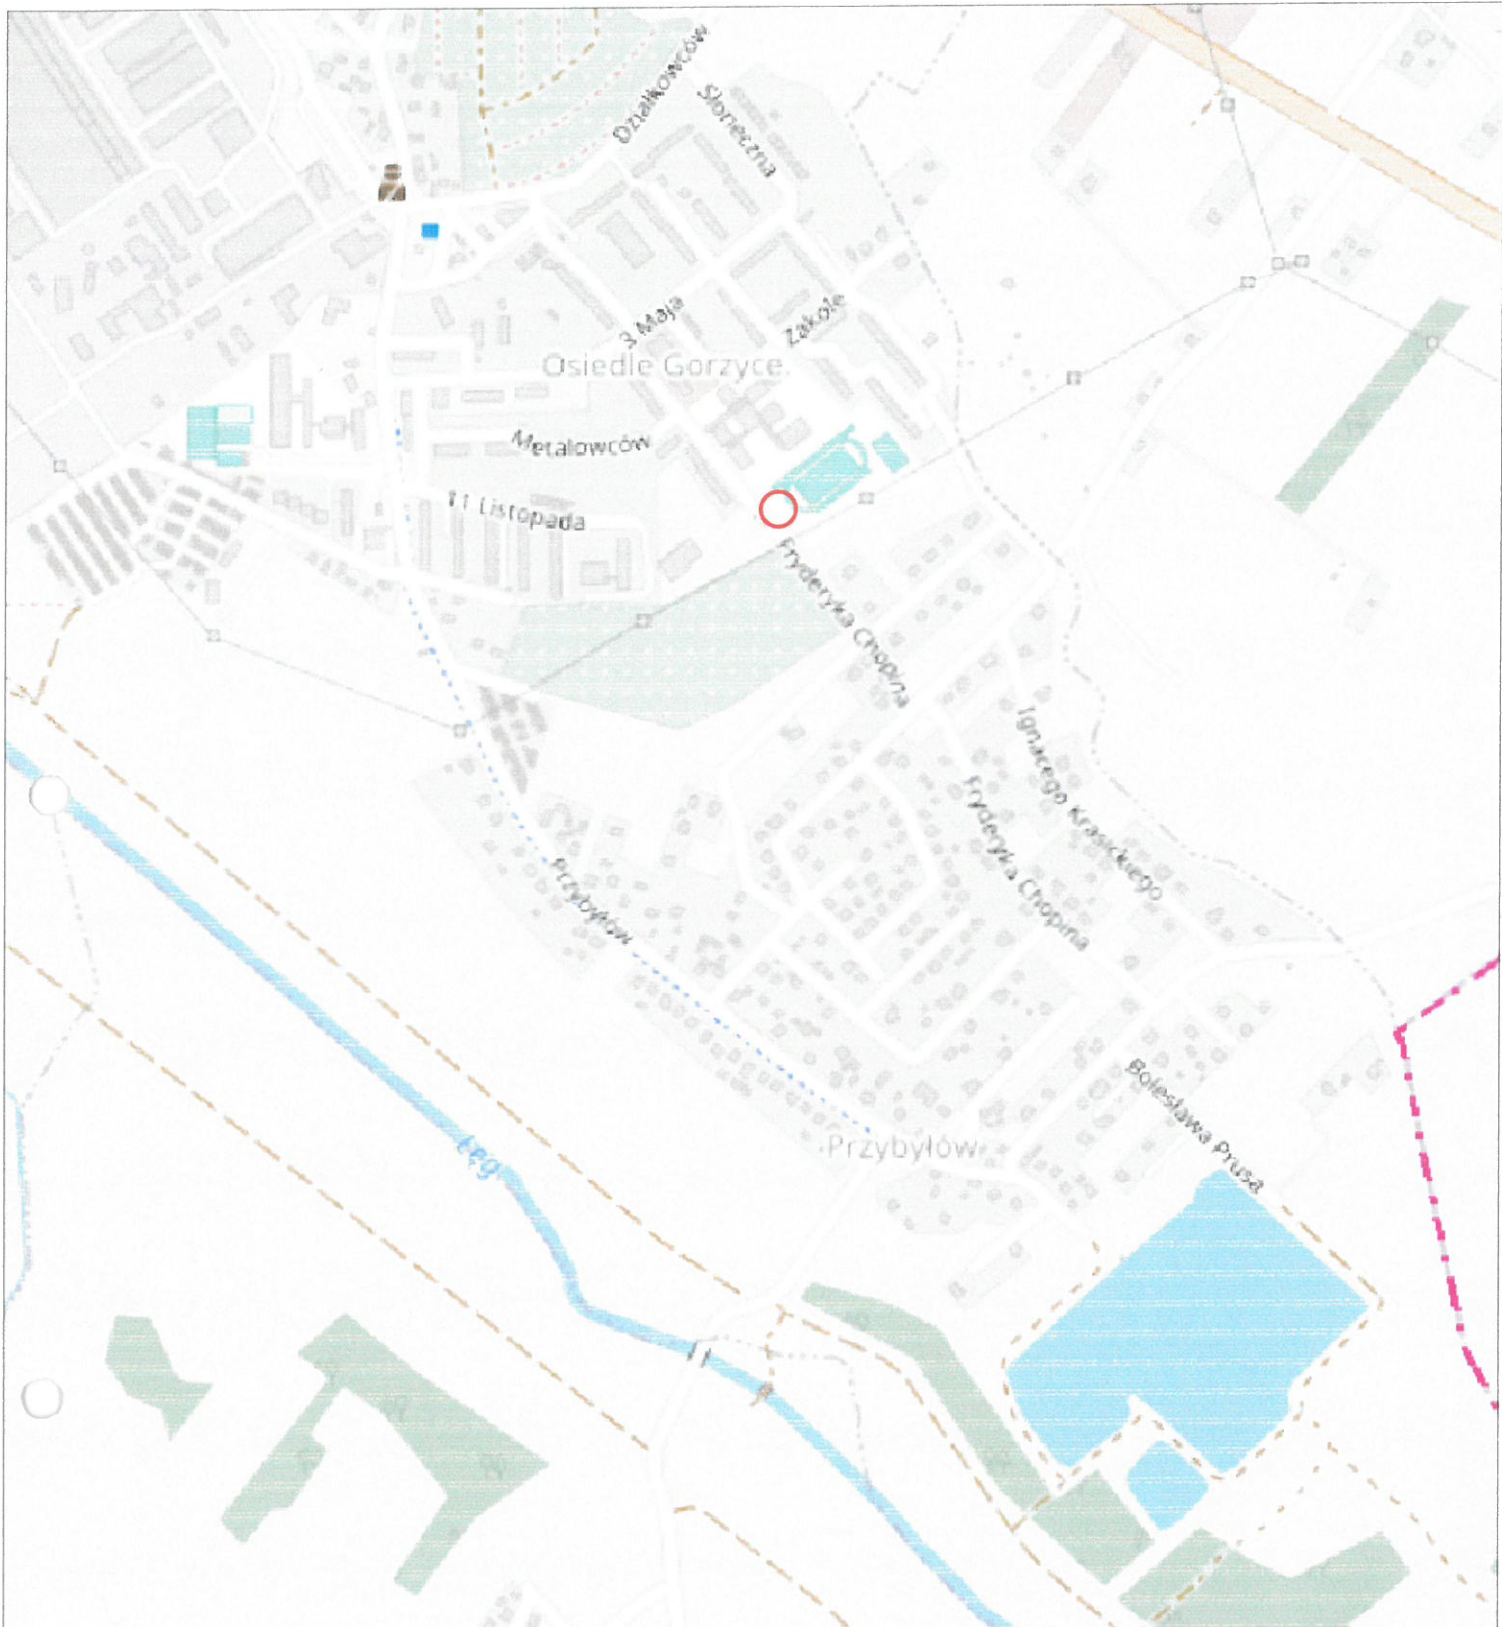 Działkowców
Słoneczna
3 Maja
Zakole
Osiedle Gorzyce
Metalowców
11 Listopada
Fryderyka Chopina
Ignacego Krasickiego
Fryderyka Chopina
Przybyłów
Bolesława Prusa
Przybyłów
Łęg